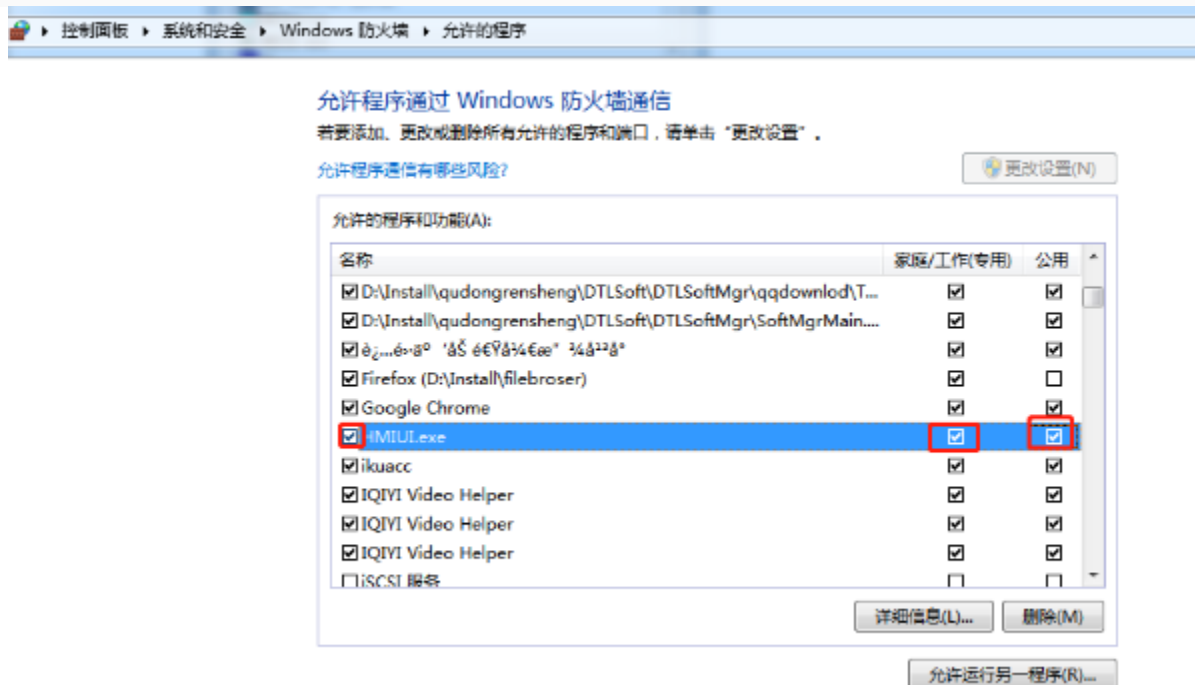 控制面板 系统和安全 Windows 防火墙 允许的程序
允许程序通过 Windows 防火墙通信
若要添加、更改或删除所有允许的程序和端口，请单击“更改设置”。
允许程序通信有哪些风险?
更改设置(N)
允许的程序和功能(A):
名称 家庭/工作(专用) 公用
D:\Install\qudongrensheng\DTLSoft\DTLSoftMgr\qqdownlod\T...
D:\Install\qudongrensheng\DTLSoft\DTLSoftMgr\SoftMgrMain....
Firefox (D:\Install\filebroser)
Google Chrome
HMIUI.exe
ikuacc
IQIYI Video Helper
IQIYI Video Helper
IQIYI Video Helper
iSCSI 服务
详细信息(L)... 删除(M)
允许运行另一程序(R)...